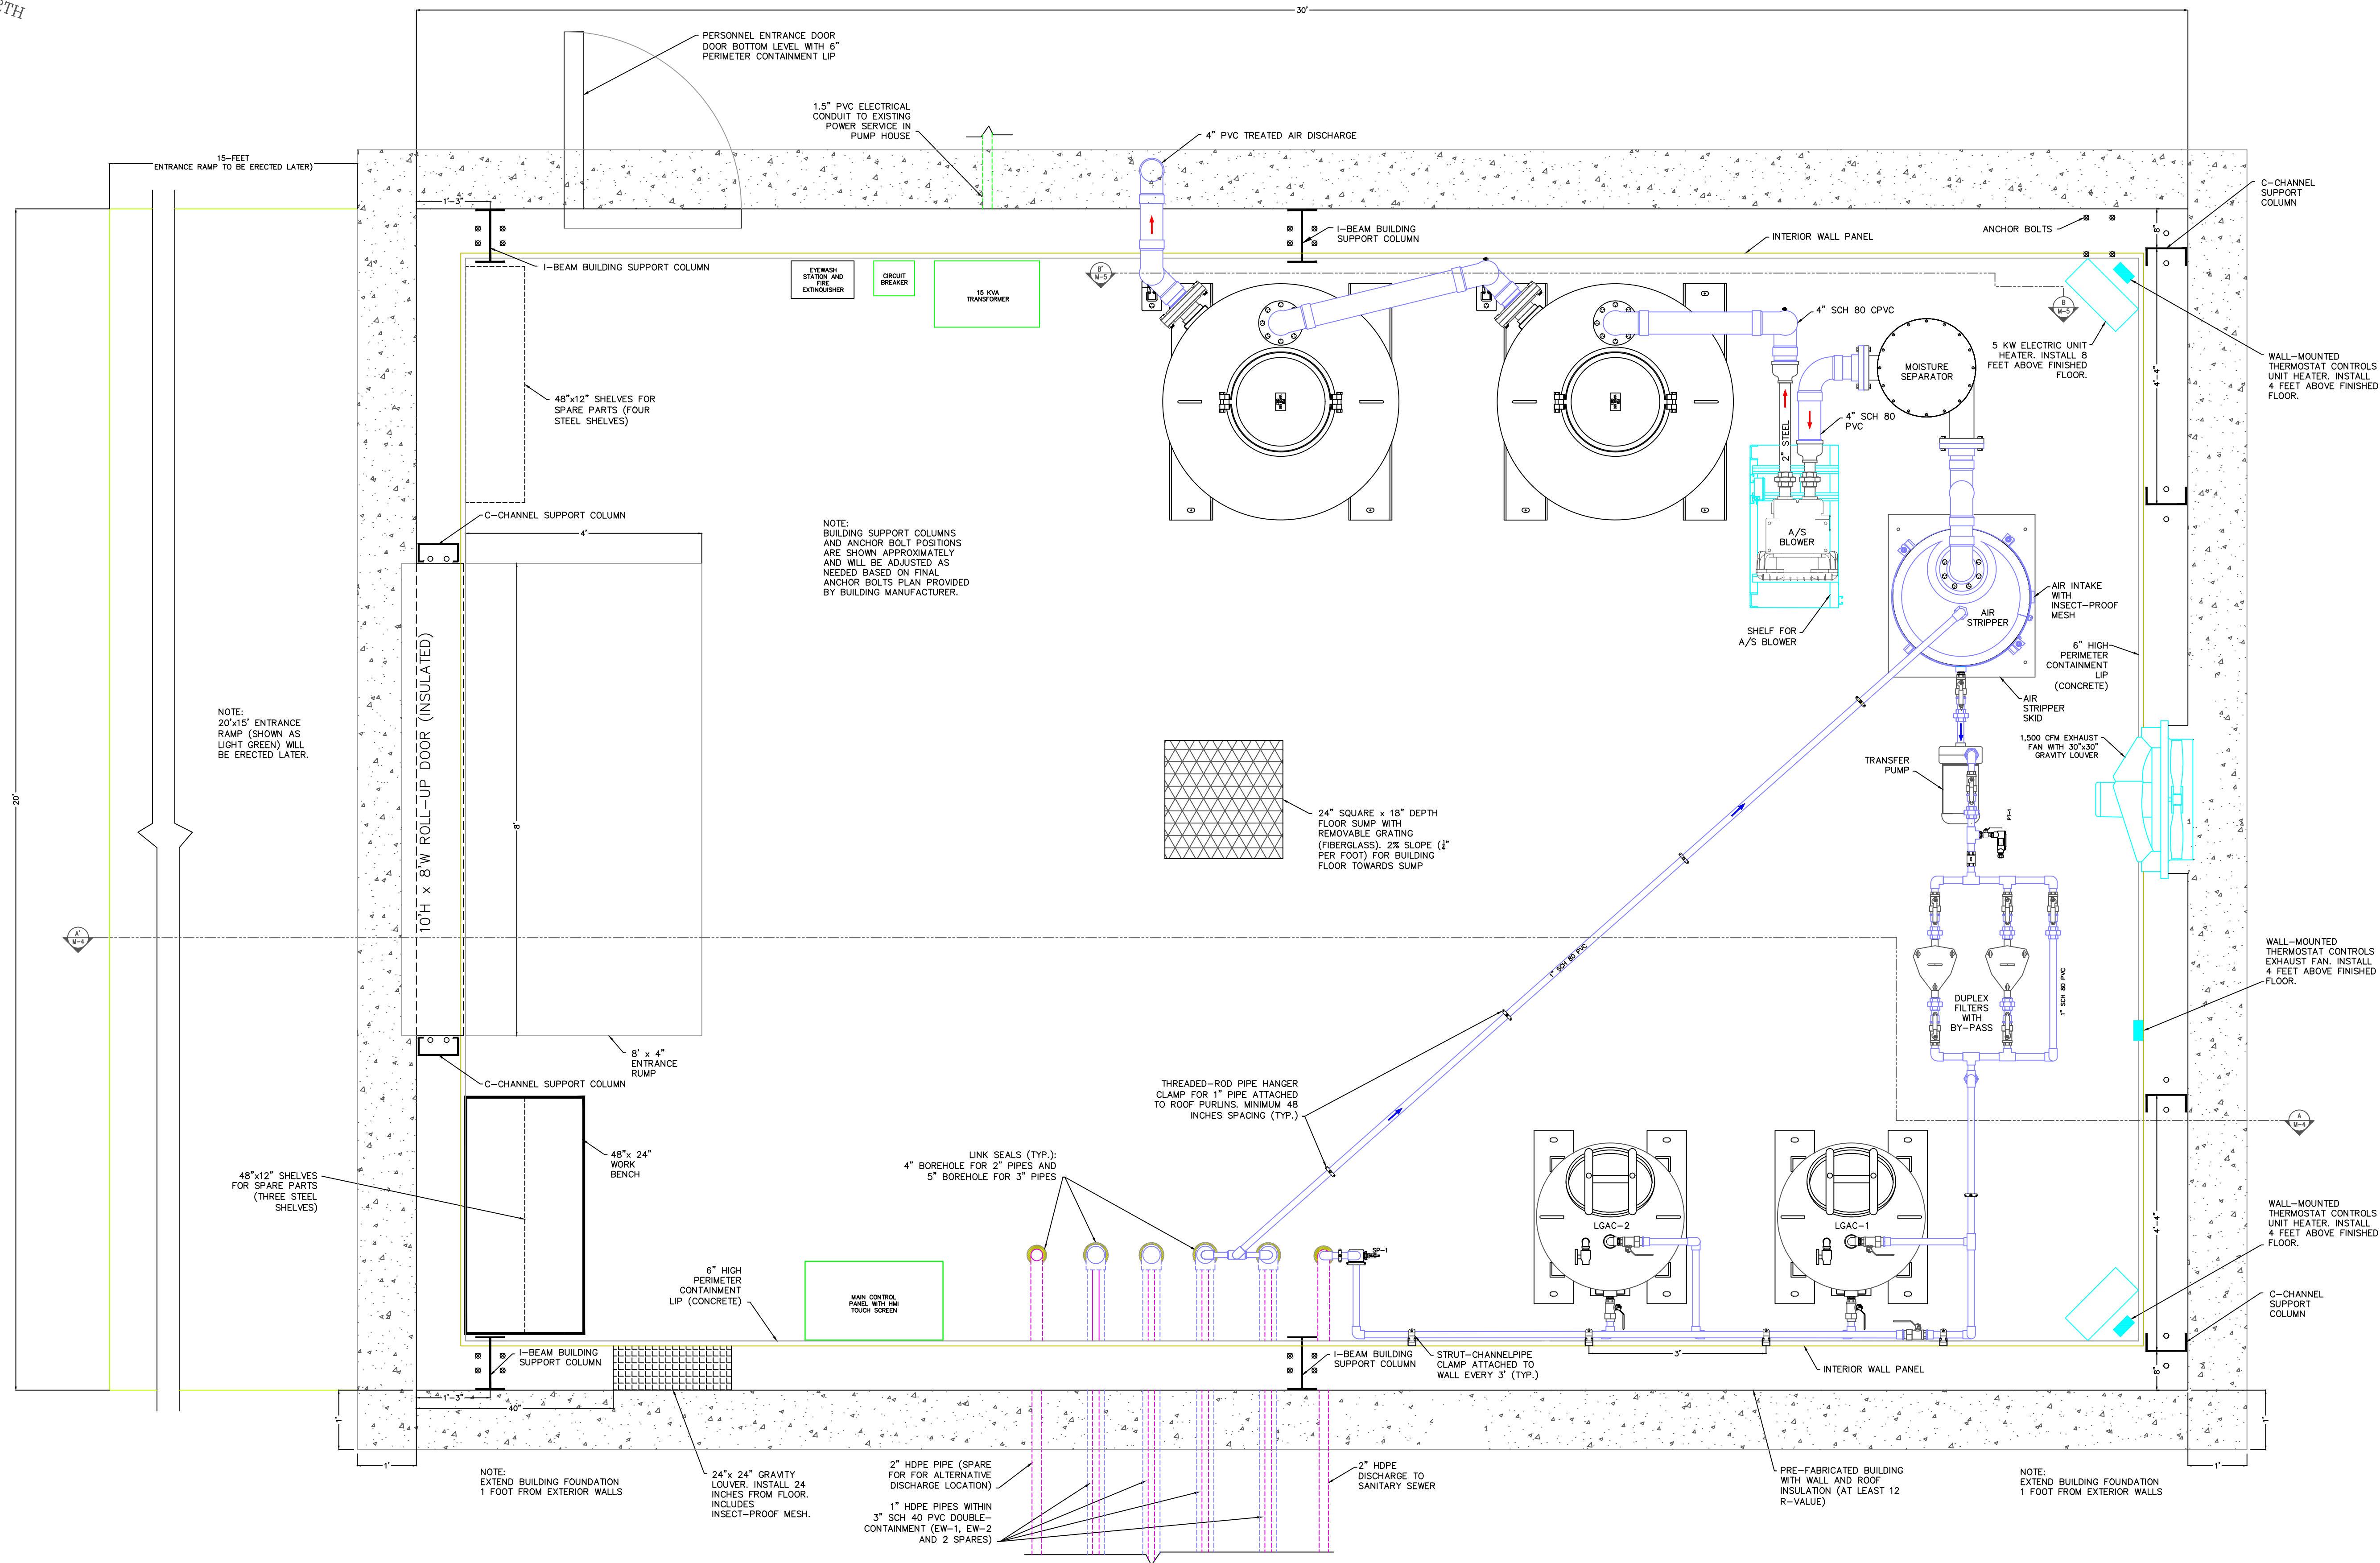 30'
PERSONNEL ENTRANCE DOOR
DOOR BOTTOM LEVEL WITH 6"
PERIMETER CONTAINMENT LIP
1.5" PVC ELECTRICAL
CONDUIT TO EXISTING
POWER SERVICE IN
PUMP HOUSE
4" PVC TREATED AIR DISCHARGE
15-FEET
ENTRANCE RAMP TO BE ERECTED LATER)
1'-3"
I-BEAM BUILDING SUPPORT COLUMN
I-BEAM BUILDING
SUPPORT COLUMN
INTERIOR WALL PANEL
ANCHOR BOLTS
8"
C-CHANNEL
SUPPORT
COLUMN
EYEWASH
STATION AND
FIRE
EXTINQUISHER
CIRCUIT
BREAKER
15 KVA
TRANSFORMER
B'
M-5
B
M-5
4" SCH 80 CPVC
MOISTURE
SEPARATOR
5 KW ELECTRIC UNIT
HEATER. INSTALL 8
FEET ABOVE FINISHED
FLOOR.
WALL-MOUNTED
THERMOSTAT CONTROLS
UNIT HEATER. INSTALL
4 FEET ABOVE FINISHED
FLOOR.
4'-4"
48"x12" SHELVES FOR
SPARE PARTS (FOUR
STEEL SHELVES)
4" SCH 80
PVC
2" STEEL
C-CHANNEL SUPPORT COLUMN
4'
NOTE:
BUILDING SUPPORT COLUMNS
AND ANCHOR BOLT POSITIONS
ARE SHOWN APPROXIMATELY
AND WILL BE ADJUSTED AS
NEEDED BASED ON FINAL
ANCHOR BOLTS PLAN PROVIDED
BY BUILDING MANUFACTURER.
A/S
BLOWER
SHELF FOR
A/S BLOWER
AIR
STRIPPER
AIR INTAKE
WITH
INSECT-PROOF
MESH
6" HIGH
PERIMETER
CONTAINMENT
LIP
(CONCRETE)
AIR
STRIPPER
SKID
10'H x 8'W ROLL-UP DOOR (INSULATED)
8'
20'
NOTE:
20'x15' ENTRANCE
RAMP (SHOWN AS
LIGHT GREEN) WILL
BE ERECTED LATER.
1,500 CFM EXHAUST
FAN WITH 30"x30"
GRAVITY LOUVER
TRANSFER
PUMP
24" SQUARE x 18" DEPTH
FLOOR SUMP WITH
REMOVABLE GRATING
(FIBERGLASS). 2% SLOPE (¼"
PER FOOT) FOR BUILDING
FLOOR TOWARDS SUMP
A'
M-4
1" SCH 80 PVC
1" SCH 80 PVC
DUPLEX
FILTERS
WITH
BY-PASS
WALL-MOUNTED
THERMOSTAT CONTROLS
EXHAUST FAN. INSTALL
4 FEET ABOVE FINISHED
FLOOR.
8' x 4"
ENTRANCE
RUMP
C-CHANNEL SUPPORT COLUMN
THREADED-ROD PIPE HANGER
CLAMP FOR 1" PIPE ATTACHED
TO ROOF PURLINS. MINIMUM 48
INCHES SPACING (TYP.)
A
M-4
48"x 24"
WORK
BENCH
48"x12" SHELVES
FOR SPARE PARTS
(THREE STEEL
SHELVES)
LINK SEALS (TYP.):
4" BOREHOLE FOR 2" PIPES AND
5" BOREHOLE FOR 3" PIPES
LGAC-2
LGAC-1
4'-4"
WALL-MOUNTED
THERMOSTAT CONTROLS
UNIT HEATER. INSTALL
4 FEET ABOVE FINISHED
FLOOR.
SP-1
6" HIGH
PERIMETER
CONTAINMENT
LIP (CONCRETE)
MAIN CONTROL
PANEL WITH HMI
TOUCH SCREEN
C-CHANNEL
SUPPORT
COLUMN
I-BEAM BUILDING
SUPPORT COLUMN
I-BEAM BUILDING
SUPPORT COLUMN
STRUT-CHANNELPIPE
CLAMP ATTACHED TO
WALL EVERY 3' (TYP.)
3'
INTERIOR WALL PANEL
8"
1'-3"
40"
1'
1'
1'
1'
NOTE:
EXTEND BUILDING FOUNDATION
1 FOOT FROM EXTERIOR WALLS
24"x 24" GRAVITY
LOUVER. INSTALL 24
INCHES FROM FLOOR.
INCLUDES
INSECT-PROOF MESH.
2" HDPE PIPE (SPARE
FOR FOR ALTERNATIVE
DISCHARGE LOCATION)
1" HDPE PIPES WITHIN
3" SCH 40 PVC DOUBLE-
CONTAINMENT (EW-1, EW-2
AND 2 SPARES)
2" HDPE
DISCHARGE TO
SANITARY SEWER
PRE-FABRICATED BUILDING
WITH WALL AND ROOF
INSULATION (AT LEAST 12
R-VALUE)
NOTE:
EXTEND BUILDING FOUNDATION
1 FOOT FROM EXTERIOR WALLS